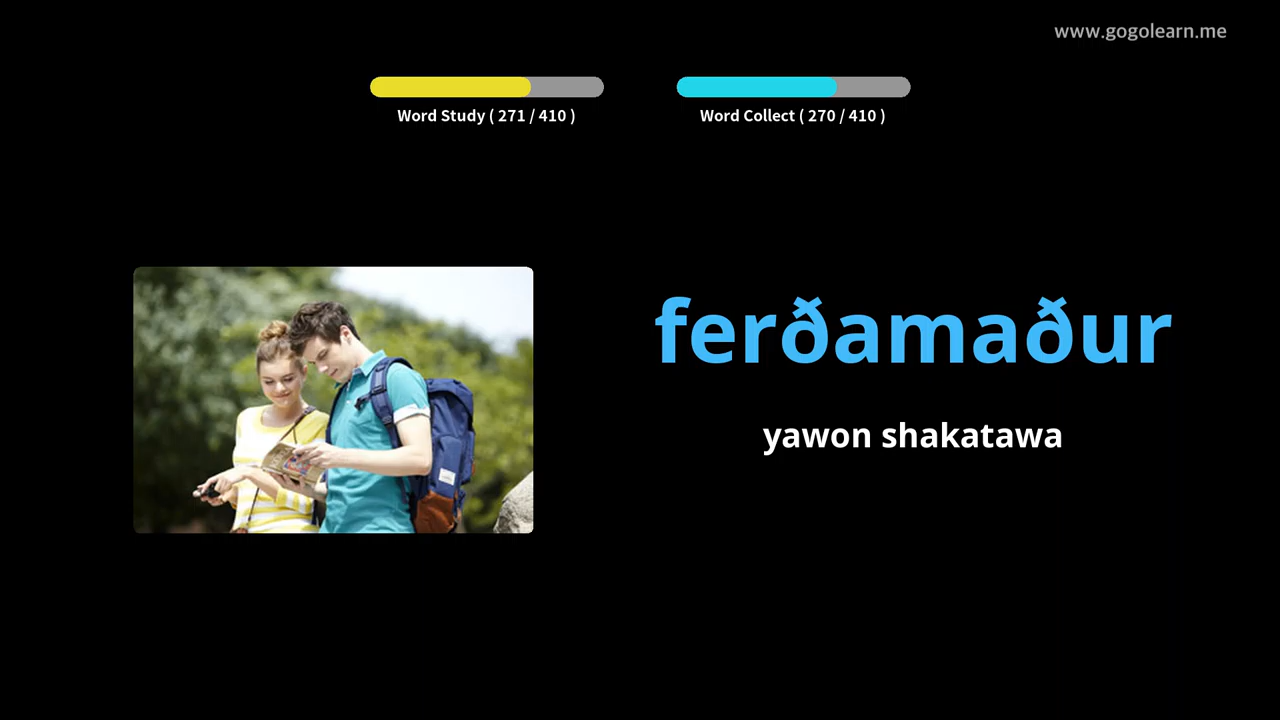 www.gogolearn.me
Word Study ( 271 / 410 )
Word Collect ( 270 / 410 )
ferðamaður
yawon shakatawa